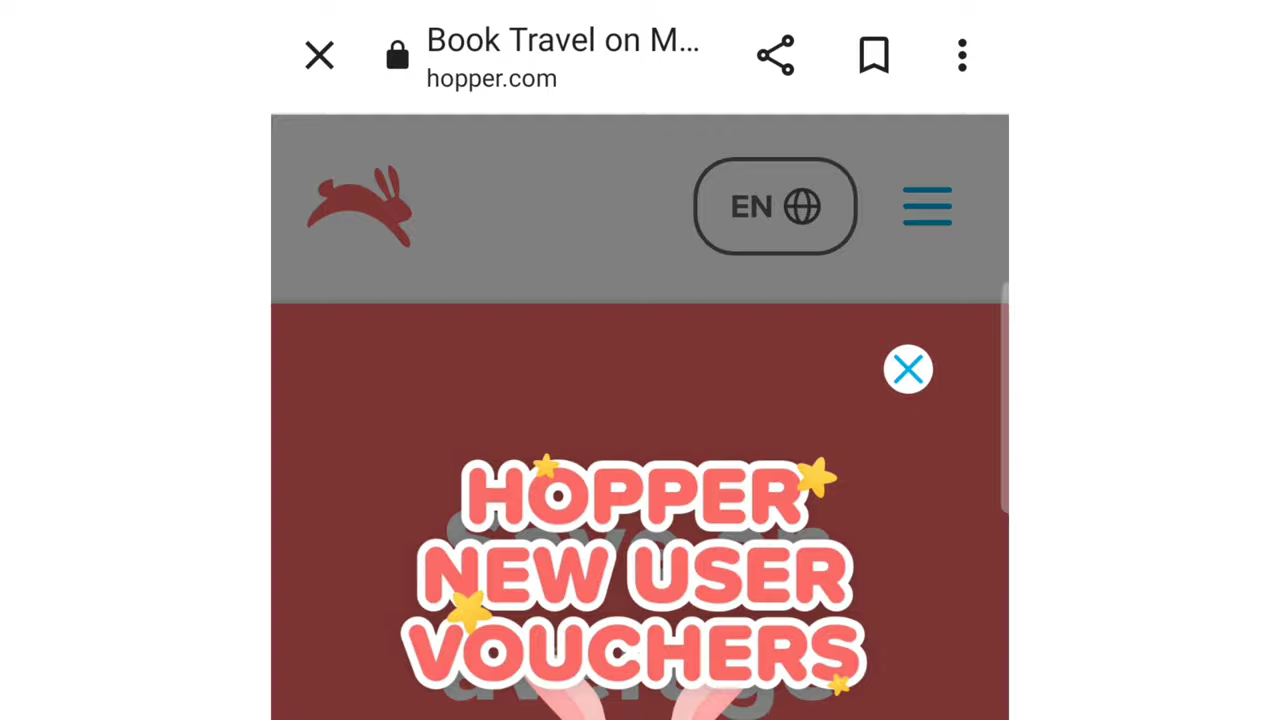 Book Travel on M...
hopper.com
EN
HOPPER
NEW USER
VOUCHERS